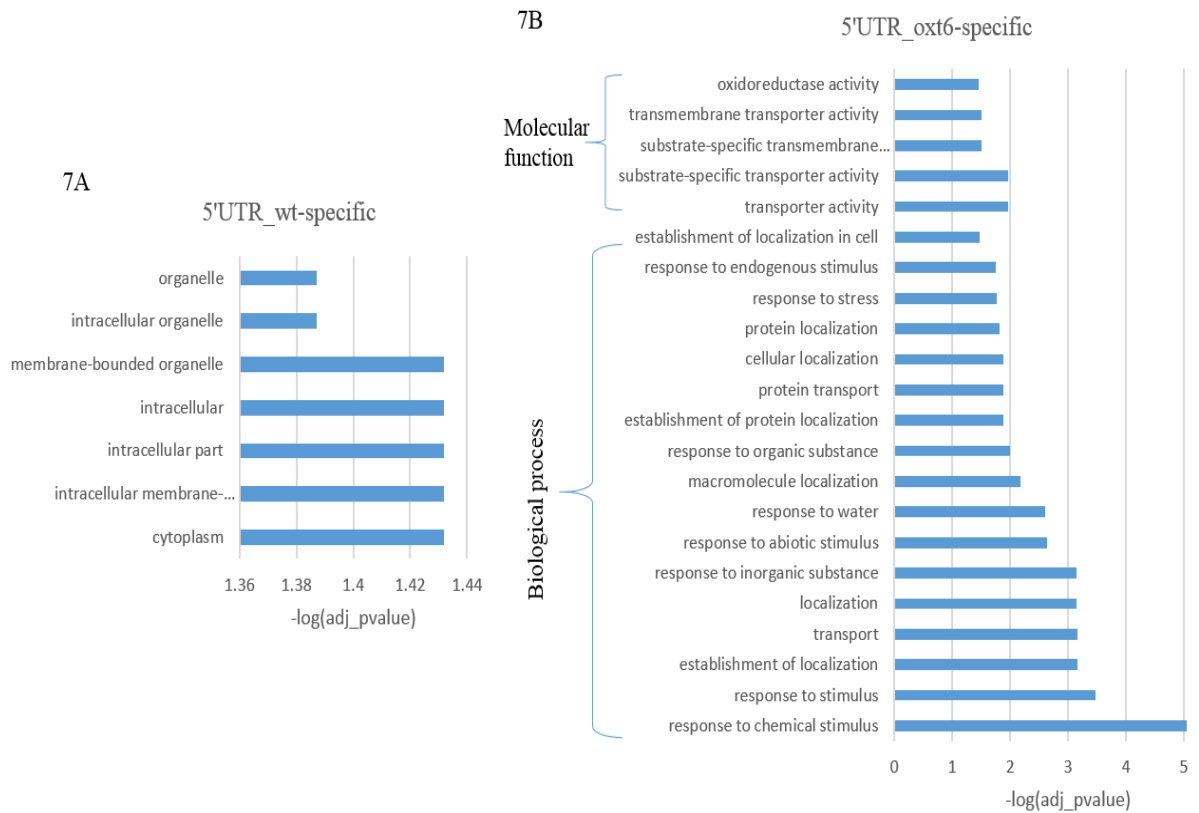 7A
5'UTR_wt-specific
organelle
intracellular organelle
membrane-bounded organelle
intracellular
intracellular part
intracellular membrane-...
cytoplasm
1.36 1.38 1.4 1.42 1.44
-log(adj_pvalue)
7B
5'UTR_oxt6-specific
Molecular
function
oxidoreductase activity
transmembrane transporter activity
substrate-specific transmembrane...
substrate-specific transporter activity
transporter activity
Biological process
establishment of localization in cell
response to endogenous stimulus
response to stress
protein localization
cellular localization
protein transport
establishment of protein localization
response to organic substance
macromolecule localization
response to water
response to abiotic stimulus
response to inorganic substance
localization
transport
establishment of localization
response to stimulus
response to chemical stimulus
0 1 2 3 4 5
-log(adj_pvalue)